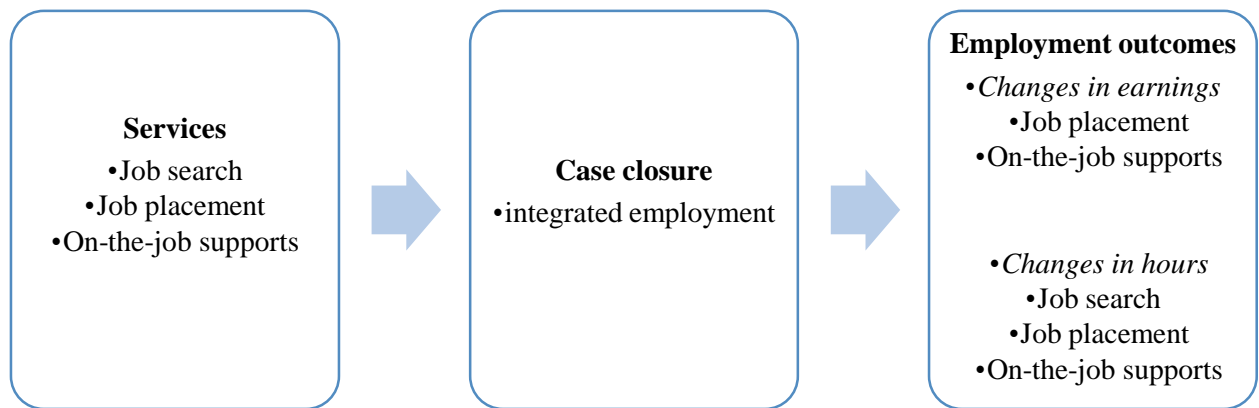 Services
•Job search
•Job placement
•On-the-job supports
Case closure
•integrated employment
Employment outcomes
•Changes in earnings
•Job placement
•On-the-job supports
•Changes in hours
•Job search
•Job placement
•On-the-job supports